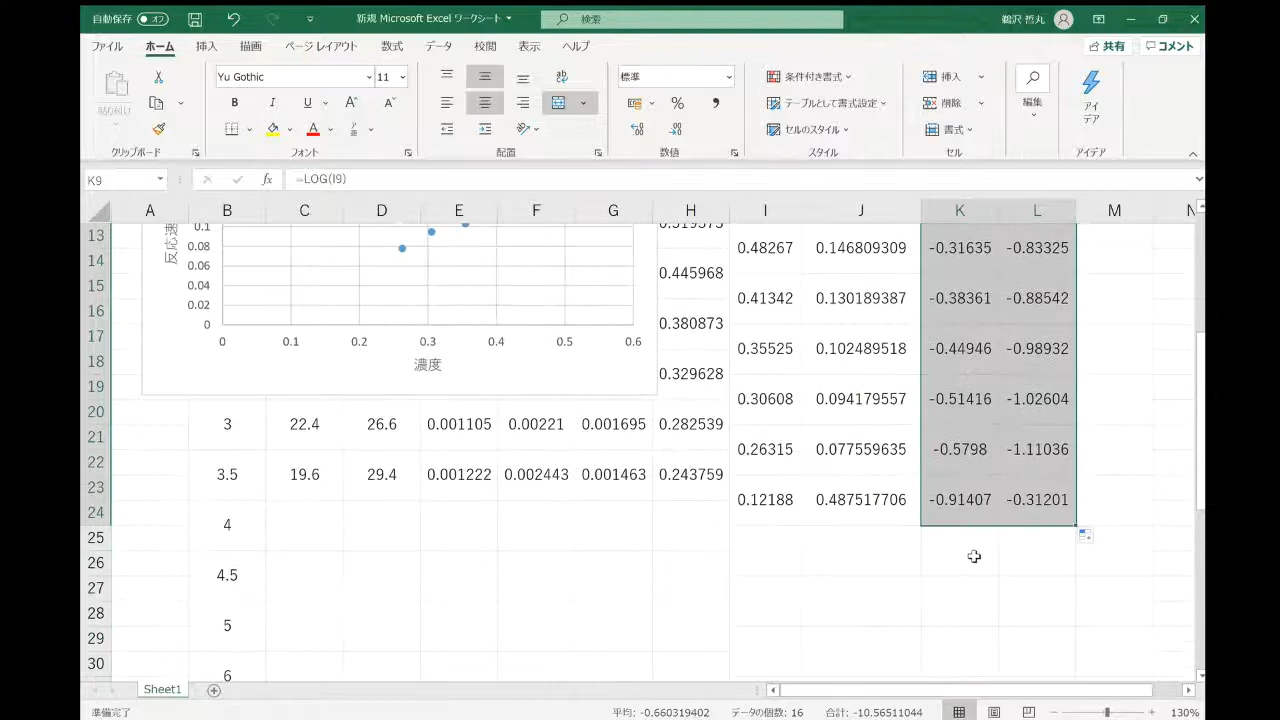 自動保存 オフ 新規 Microsoft Excel ワークシート 検索 鵜沢 哲丸
ファイル ホーム 挿入 描画 ページ レイアウト 数式 データ 校閲 表示 ヘルプ 共有 コメント
貼り付け Yu Gothic 11 標準 条件付き書式 挿入 編集 アイデア
B I U テーブルとして書式設定 削除
セルのスタイル 書式
クリップボード フォント 配置 数値 スタイル セル アイデア
K9 fx =LOG(I9)
A B C D E F G H I J K L M N
13 0.1 0.319573
反応速
14 0.08 0.48267 0.146809309 -0.31635 -0.83325
15 0.06 0.445968
16 0.04 0.41342 0.130189387 -0.38361 -0.88542
0.02
17 0 0.380873
18 0 0.1 0.2 0.3 0.4 0.5 0.6 0.35525 0.102489518 -0.44946 -0.98932
濃度
19 0.329628
20 0.30608 0.094179557 -0.51416 -1.02604
21 3 22.4 26.6 0.001105 0.00221 0.001695 0.282539
22 0.26315 0.077559635 -0.5798 -1.11036
23 3.5 19.6 29.4 0.001222 0.002443 0.001463 0.243759
24 0.12188 0.487517706 -0.91407 -0.31201
25 4
26
27 4.5
28
29 5
30 6
Sheet1
準備完了 平均: -0.660319402 データの個数: 16 合計: -10.56511044 130%